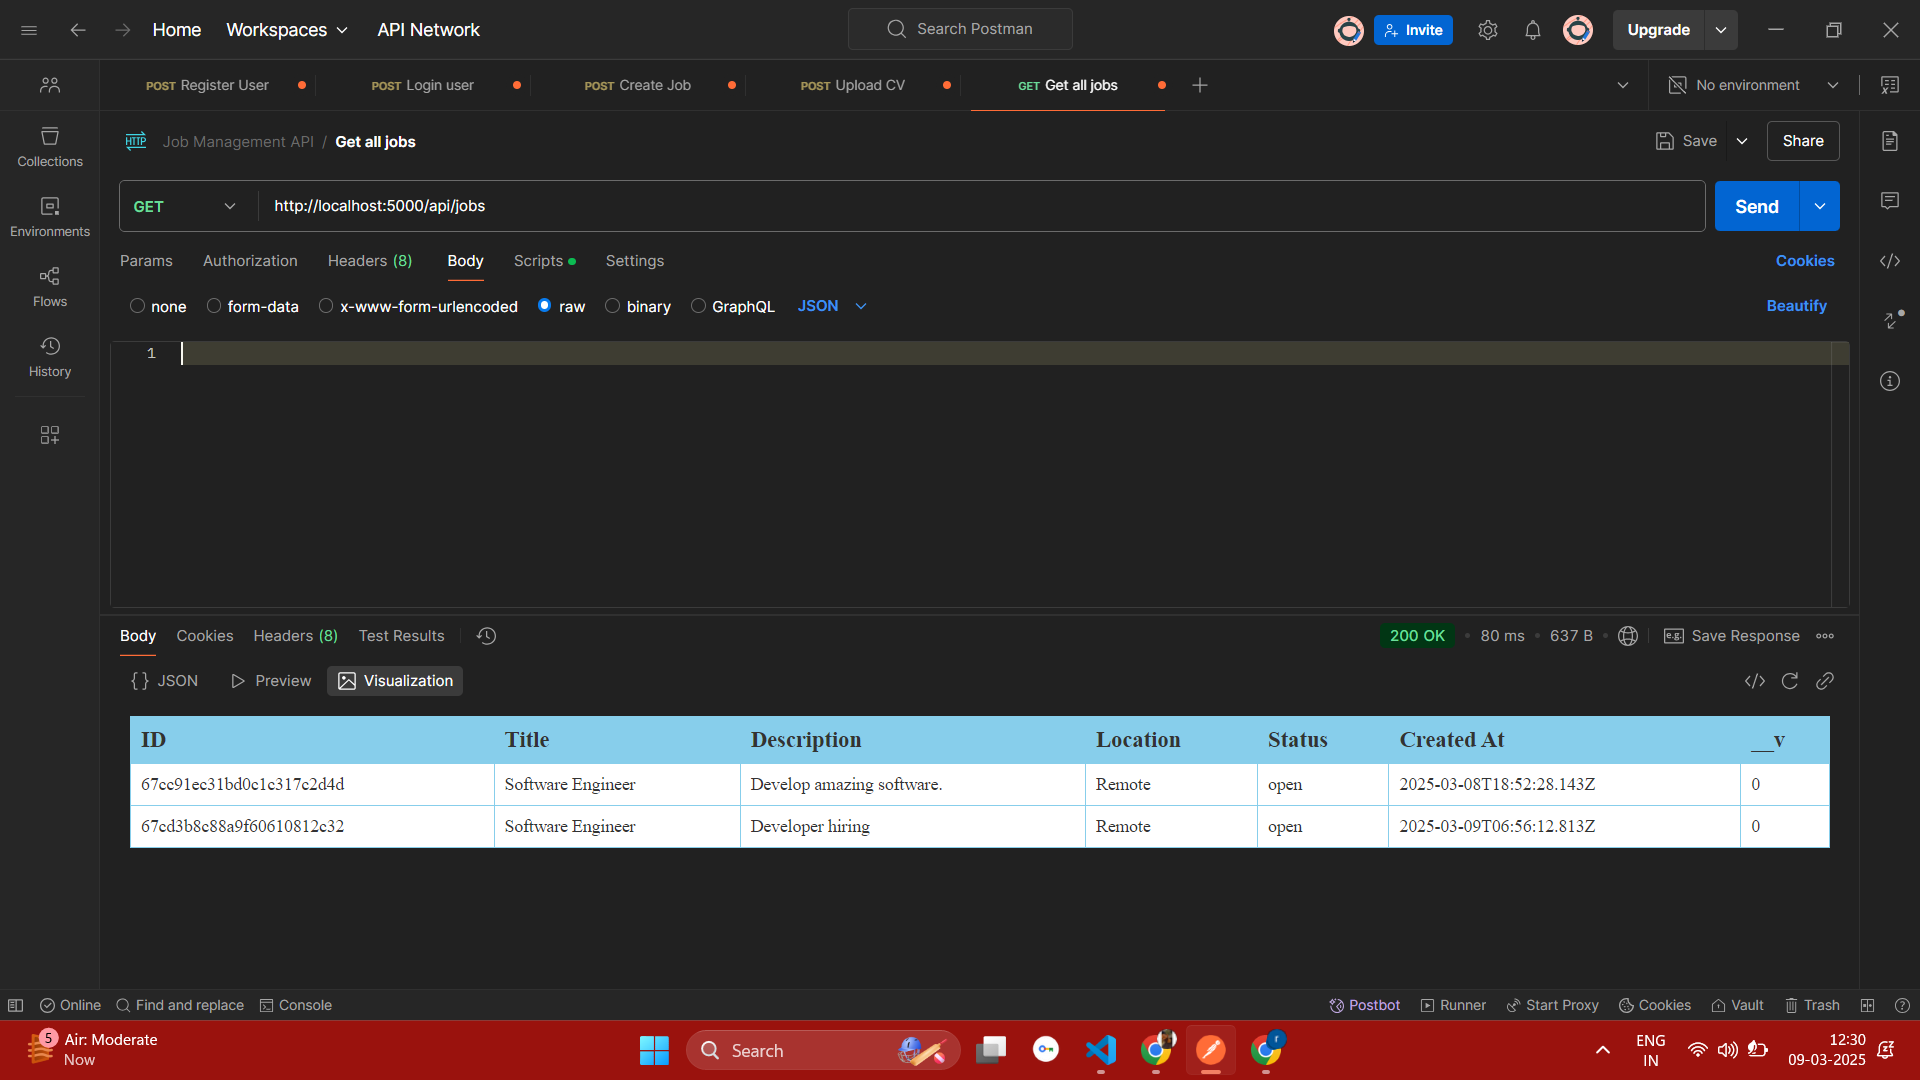 Home Workspaces API Network Search Postman Invite Upgrade
POST Register User POST Login user POST Create Job POST Upload CV GET Get all jobs No environment
HTTP Job Management API / Get all jobs Save Share
GET http://localhost:5000/api/jobs Send
Params Authorization Headers (8) Body Scripts Settings Cookies
none form-data x-www-form-urlencoded raw binary GraphQL JSON Beautify
1
Collections
Environments
Flows
History
Body Cookies Headers (8) Test Results 200 OK 80 ms 637 B e.g. Save Response
{} JSON Preview Visualization
ID Title Description Location Status Created At __v
67cc91ec31bd0c1c317c2d4d Software Engineer Develop amazing software. Remote open 2025-03-08T18:52:28.143Z 0
67cd3b8c88a9f60610812c32 Software Engineer Developer hiring Remote open 2025-03-09T06:56:12.813Z 0
Online Find and replace Console Postbot Runner Start Proxy Cookies Vault Trash
5 Air: Moderate
Now
Search
r
ENG
IN
12:30
09-03-2025